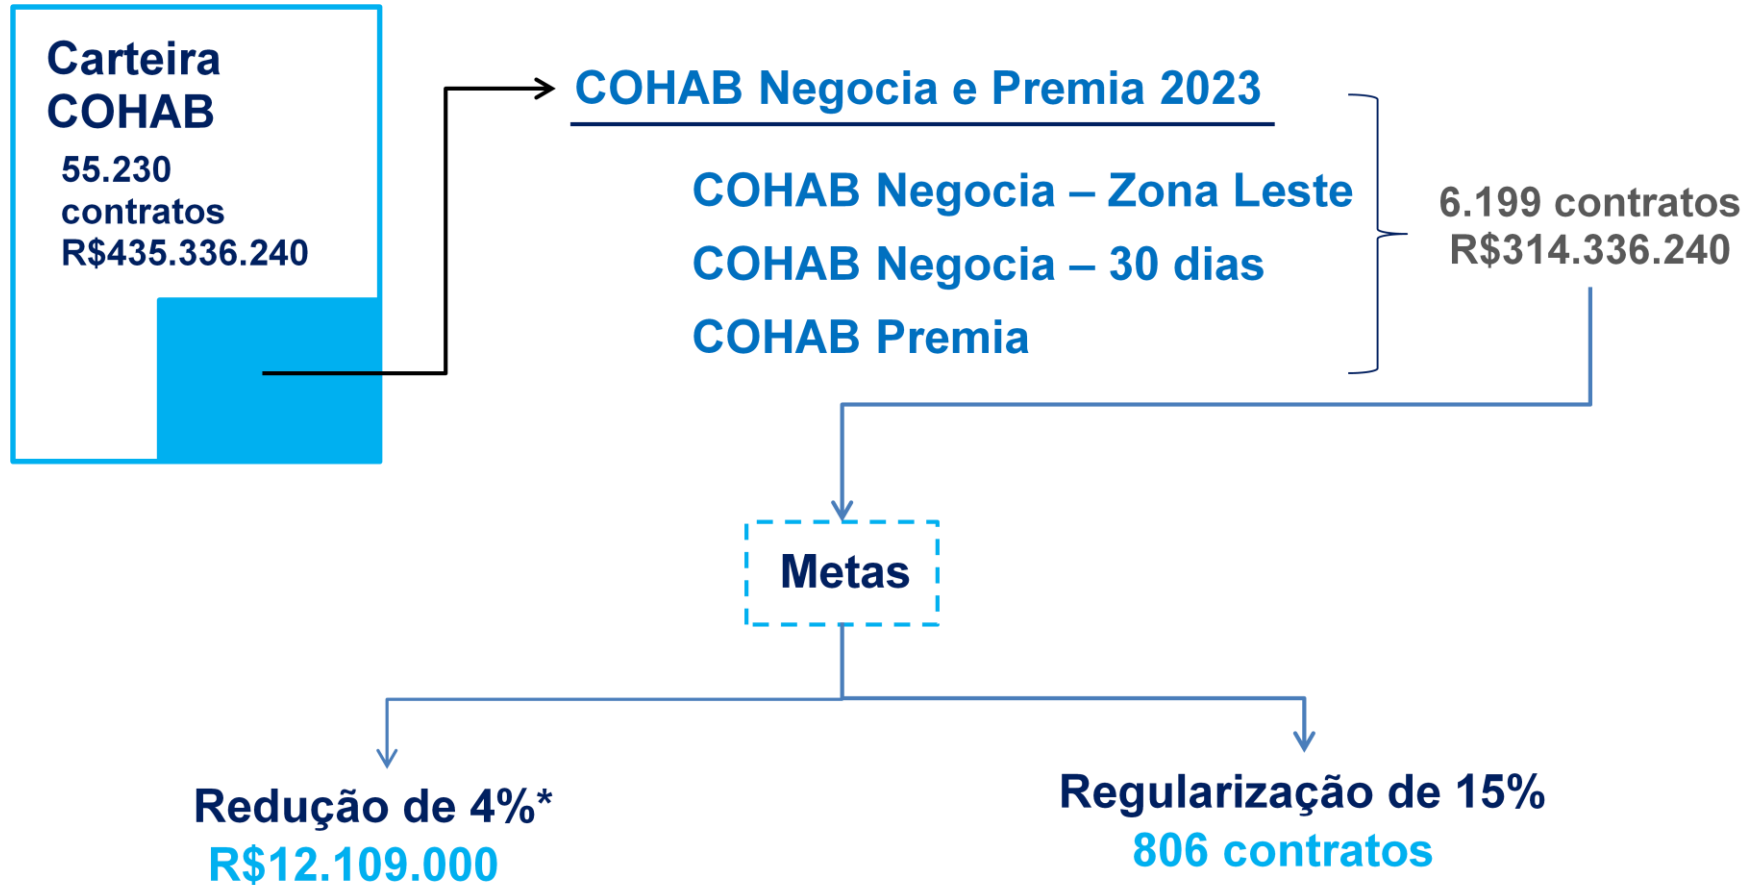 Carteira
COHAB
55.230
contratos
R$435.336.240
COHAB Negocia e Premia 2023
COHAB Negocia – Zona Leste
COHAB Negocia – 30 dias
COHAB Premia
6.199 contratos
R$314.336.240
Metas
Redução de 4%*
R$12.109.000
Regularização de 15%
806 contratos